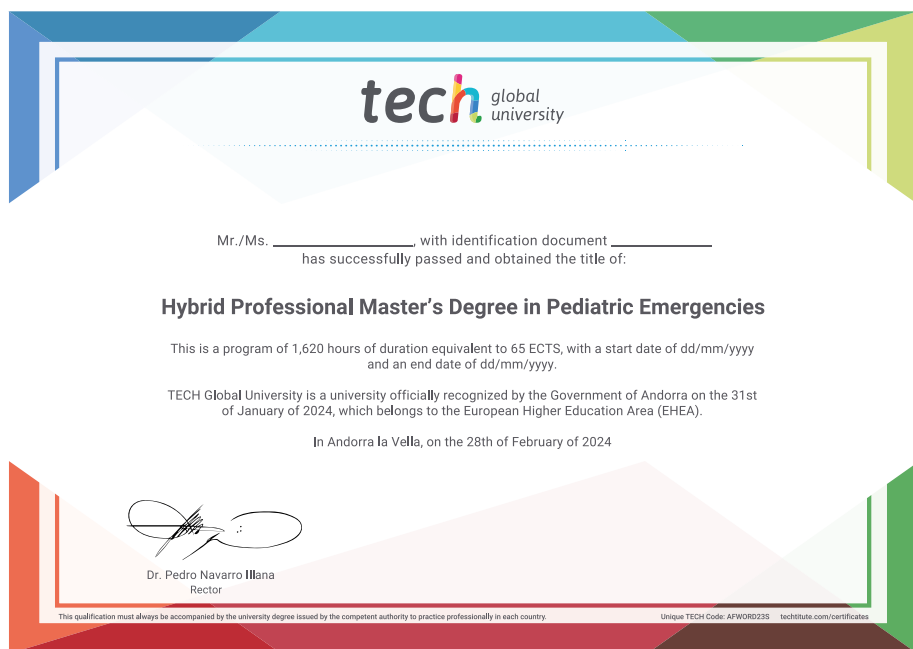 tech global
university
Mr./Ms. ____________________, with identification document ______________
has successfully passed and obtained the title of:
Hybrid Professional Master's Degree in Pediatric Emergencies
This is a program of 1,620 hours of duration equivalent to 65 ECTS, with a start date of dd/mm/yyyy
and an end date of dd/mm/yyyy.
TECH Global University is a university officially recognized by the Government of Andorra on the 31st
of January of 2024, which belongs to the European Higher Education Area (EHEA).
In Andorra la Vella, on the 28th of February of 2024
Dr. Pedro Navarro Illana
Rector
This qualification must always be accompanied by the university degree issued by the competent authority to practice professionally in each country.
Unique TECH Code: AFWORD23S techtitute.com/certificates